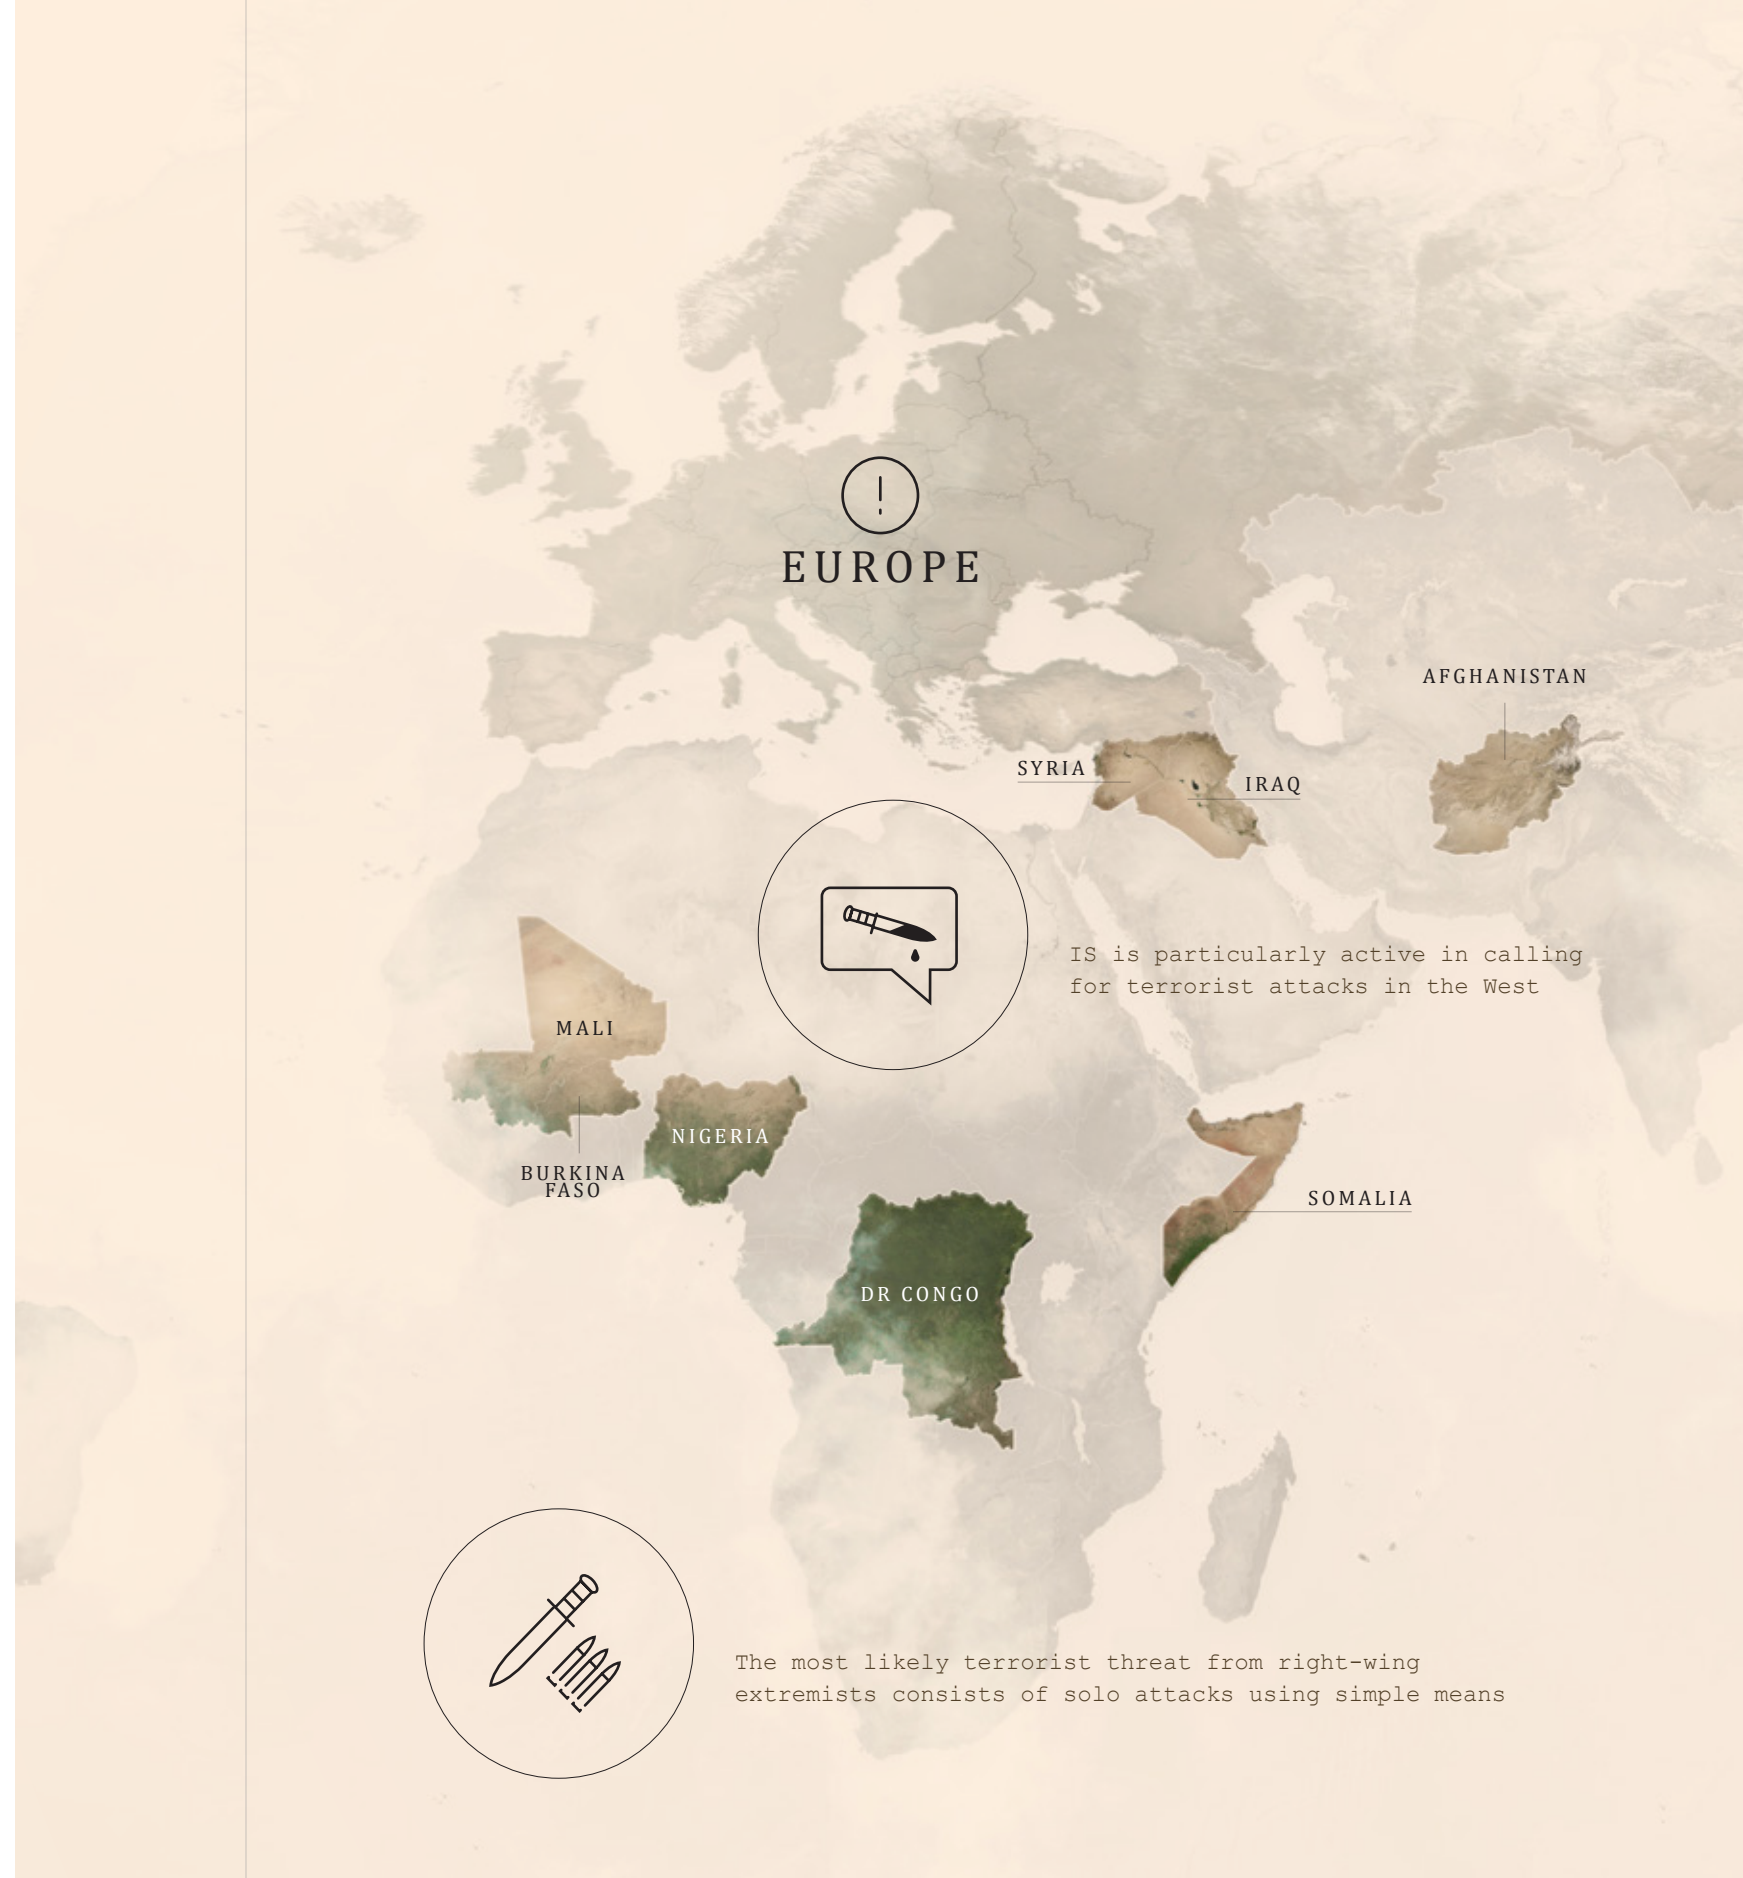 !
EUROPE
AFGHANISTAN
SYRIA
IRAQ
IS is particularly active in calling
for terrorist attacks in the West
MALI
NIGERIA
BURKINA
FASO
SOMALIA
DR CONGO
The most likely terrorist threat from right-wing
extremists consists of solo attacks using simple means